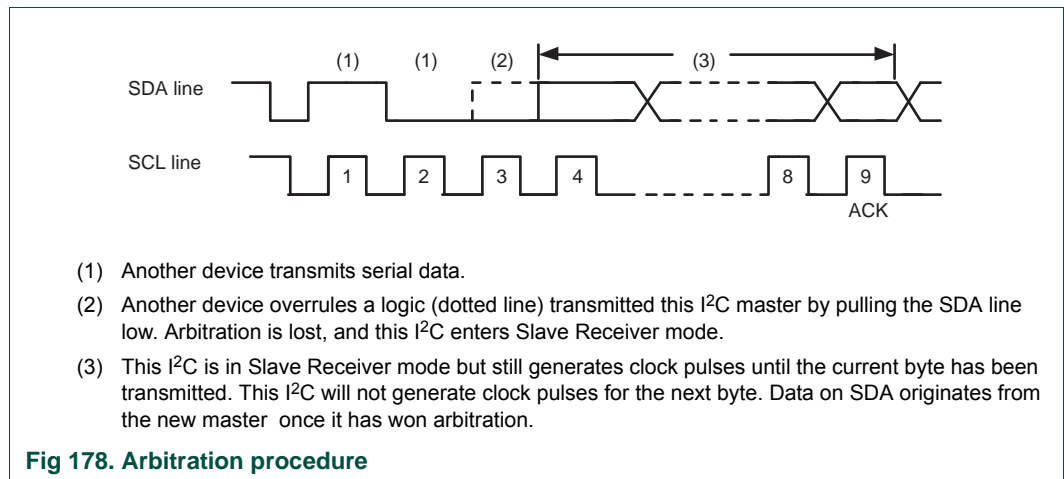 (1) (1) (2) (3)
SDA line
SCL line
1 2 3 4 8 9
ACK
(1) Another device transmits serial data.
(2) Another device overrules a logic (dotted line) transmitted this I2C master by pulling the SDA line
low. Arbitration is lost, and this I2C enters Slave Receiver mode.
(3) This I2C is in Slave Receiver mode but still generates clock pulses until the current byte has been
transmitted. This I2C will not generate clock pulses for the next byte. Data on SDA originates from
the new master once it has won arbitration.
Fig 178. Arbitration procedure